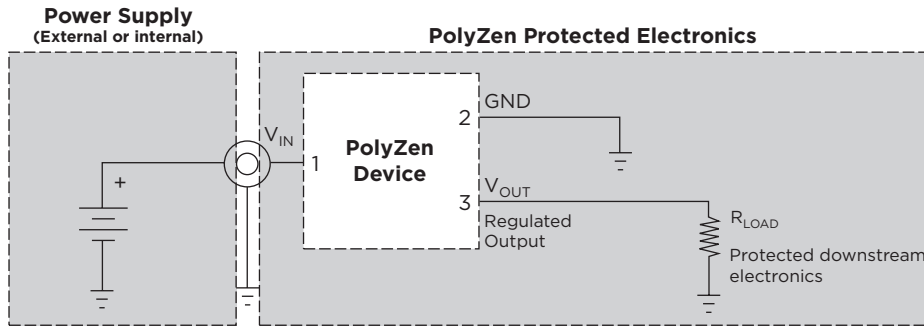 Power Supply
(External or internal)
PolyZen Protected Electronics
+
VIN
1
PolyZen
Device
2
GND
3
VOUT
Regulated
Output
RLOAD
Protected downstream
electronics